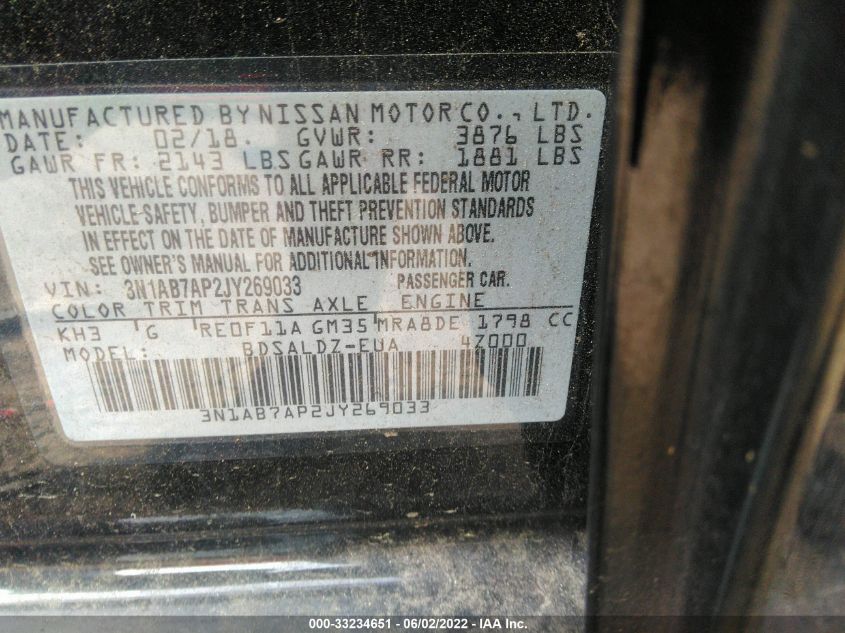 MANUFACTURED BY NISSAN MOTOR CO., LTD.
DATE: 02/18. GVWR: 3876 LBS
GAWR FR: 2143 LBS GAWR RR: 1881 LBS
THIS VEHICLE CONFORMS TO ALL APPLICABLE FEDERAL MOTOR
VEHICLE-SAFETY, BUMPER AND THEFT PREVENTION STANDARDS
IN EFFECT ON THE DATE OF MANUFACTURE SHOWN ABOVE.
SEE OWNER'S MANUAL FOR ADDITIONAL INFORMATION.
VIN: 3N1AB7AP2JY269033 PASSENGER CAR.
COLOR TRIM TRANS AXLE ENGINE
KH3 G RE0F11A GM35 MRA8DE 1798 CC
MODEL: BDSALDZ-EUA 4Z000
3N1AB7AP2JY269033
000-33234651 | 06/02/2022 - IAA Inc.